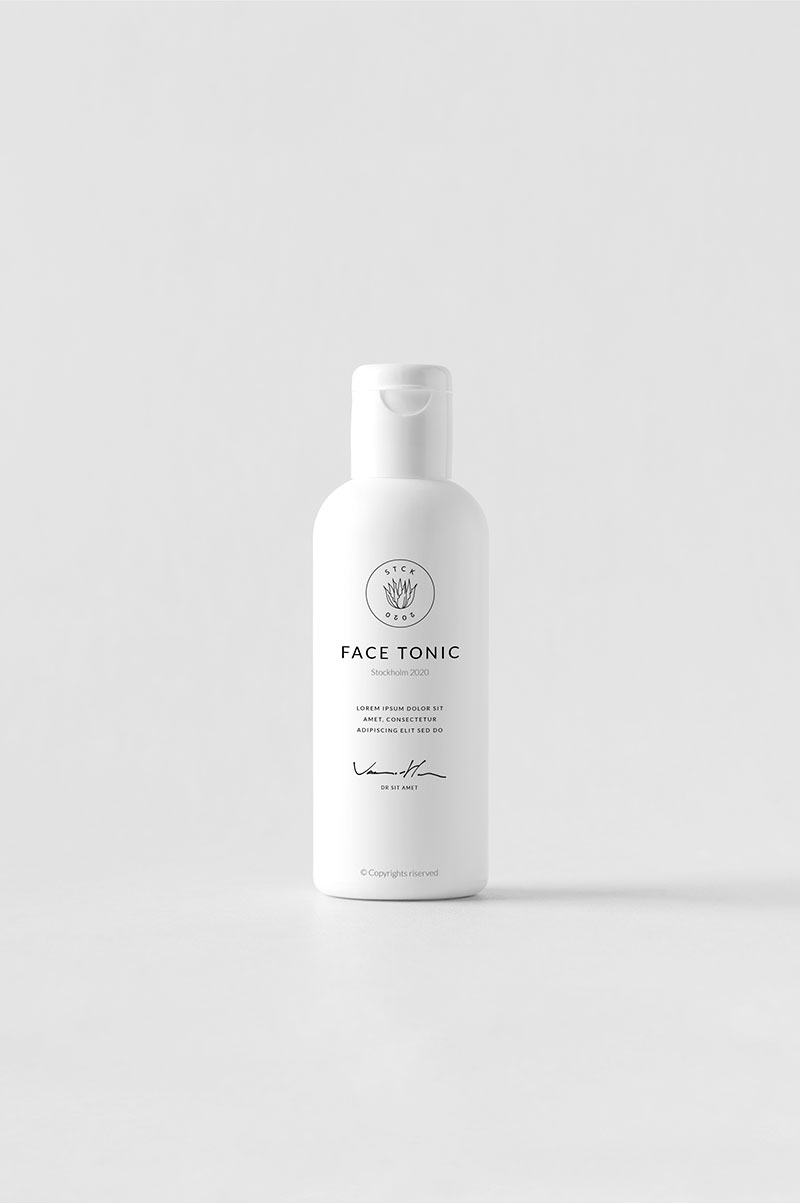 STCK
2020
FACE TONIC
Stockholm 2020
LOREM IPSUM DOLOR SIT
AMET, CONSECTETUR
ADIPISCING ELIT SED DO
DR SIT AMET
© Copyrights riserved